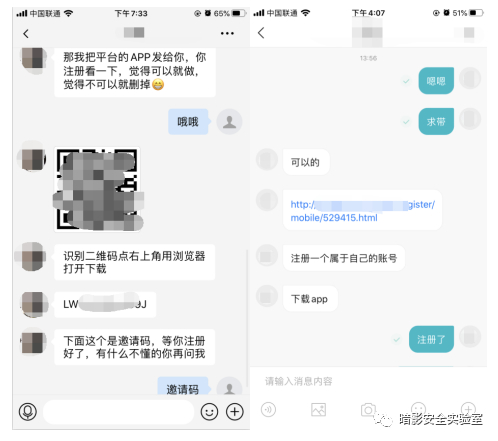 中国联通
下午7:33
65%
那我把平台的APP发给你，你
注册看一下，觉得可以就做，
觉得不可以就删掉
哦哦
识别二维码点右上角用浏览器
打开下载
LW
9J
下面这个是邀请码，等你注册
好了，有什么不懂的你再问我
邀请码
中国联通
下午4:07
51%
13:56
嗯嗯
求带
可以的
http://
gister/
mobile/529415.html
注册一个属于自己的账号
下载app
注册了
请输入消息内容
暗影安全实验室